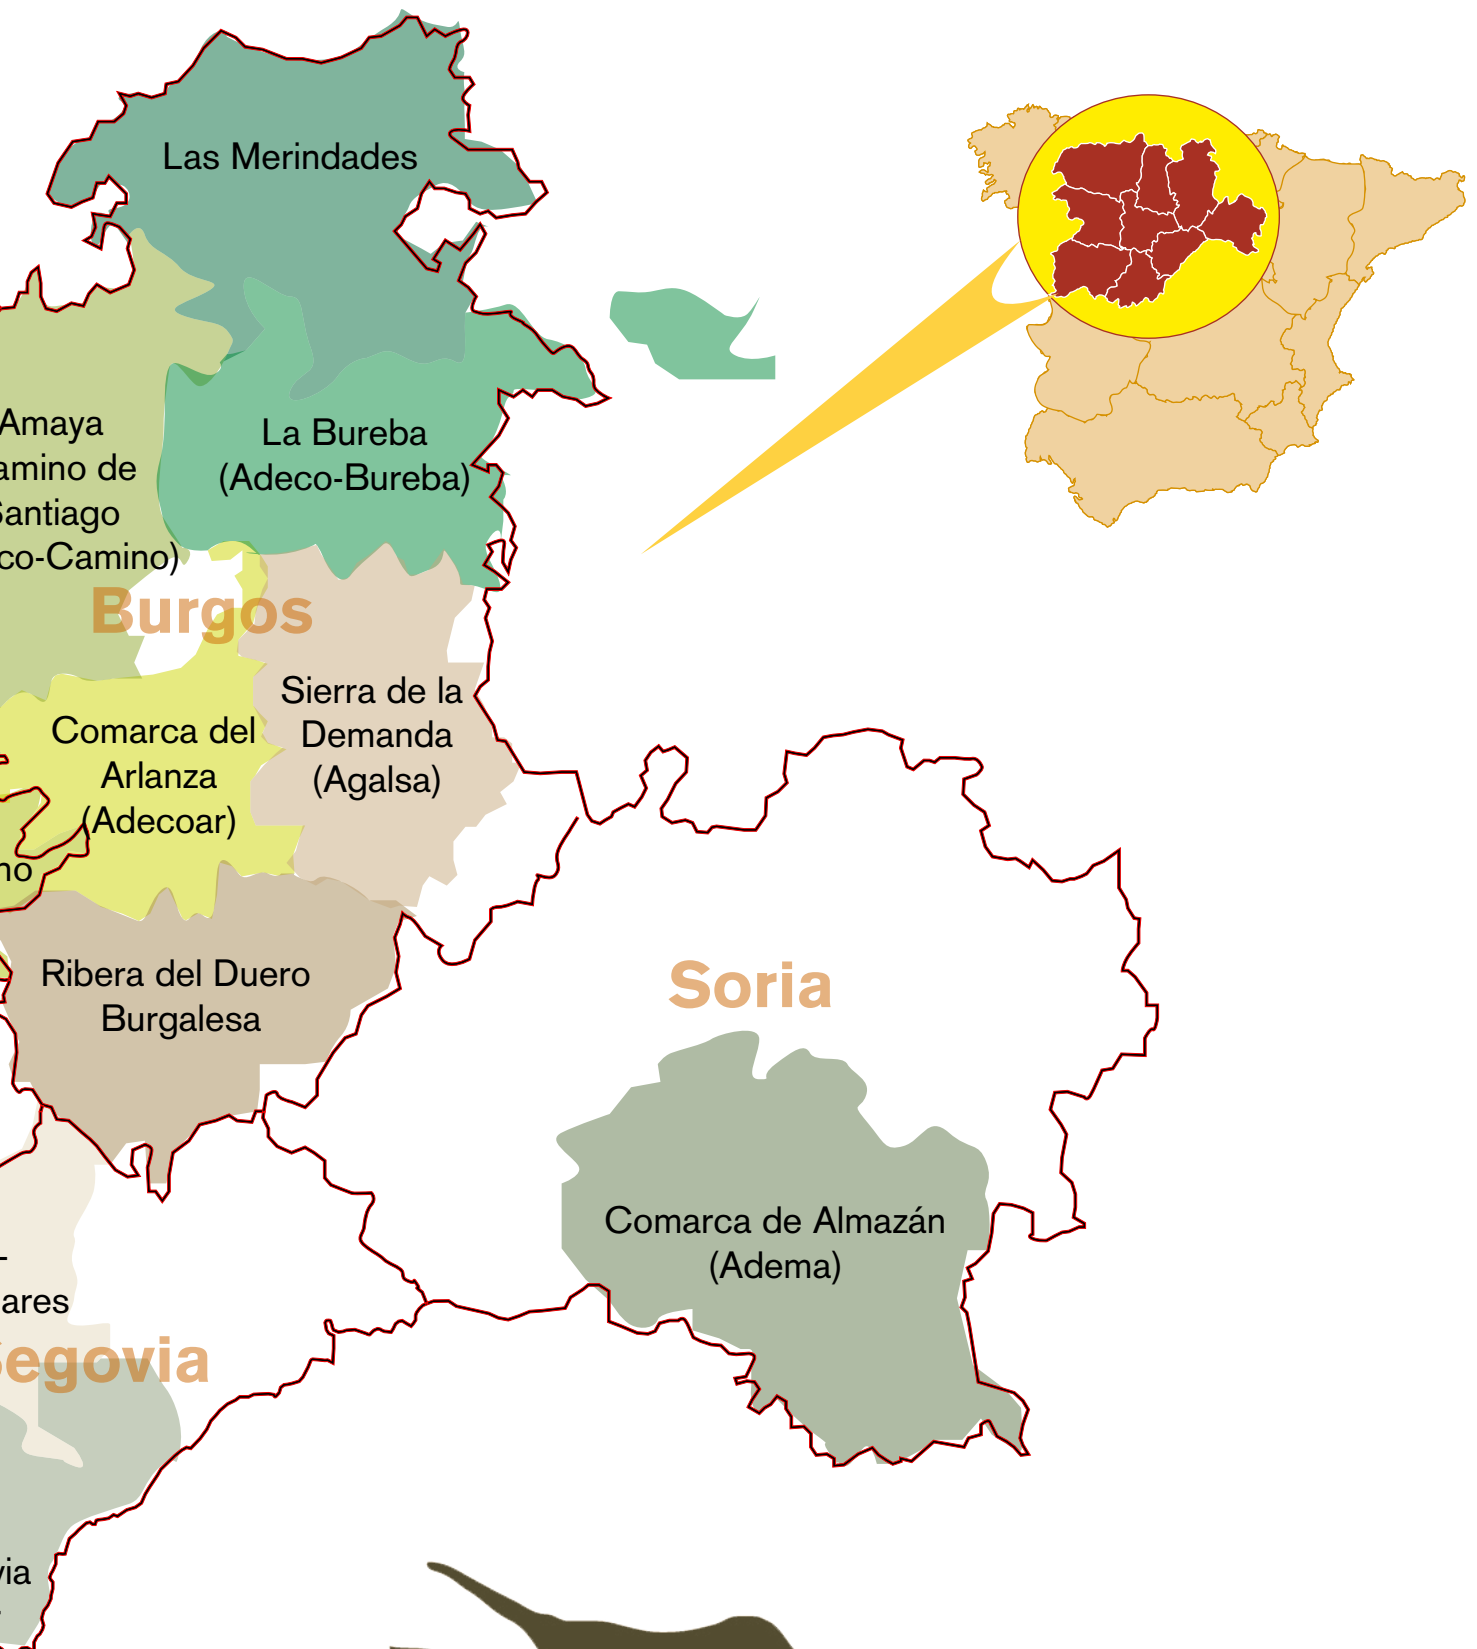 Las Merindades
Amaya
amino de
Santiago
co-Camino)
La Bureba
(Adeco-Bureba)
Burgos
Sierra de la
Demanda
(Agalsa)
Comarca del
Arlanza
(Adecoar)
no
Ribera del Duero
Burgalesa
Soria
Comarca de Almazán
(Adema)
-
ares
Segovia
via